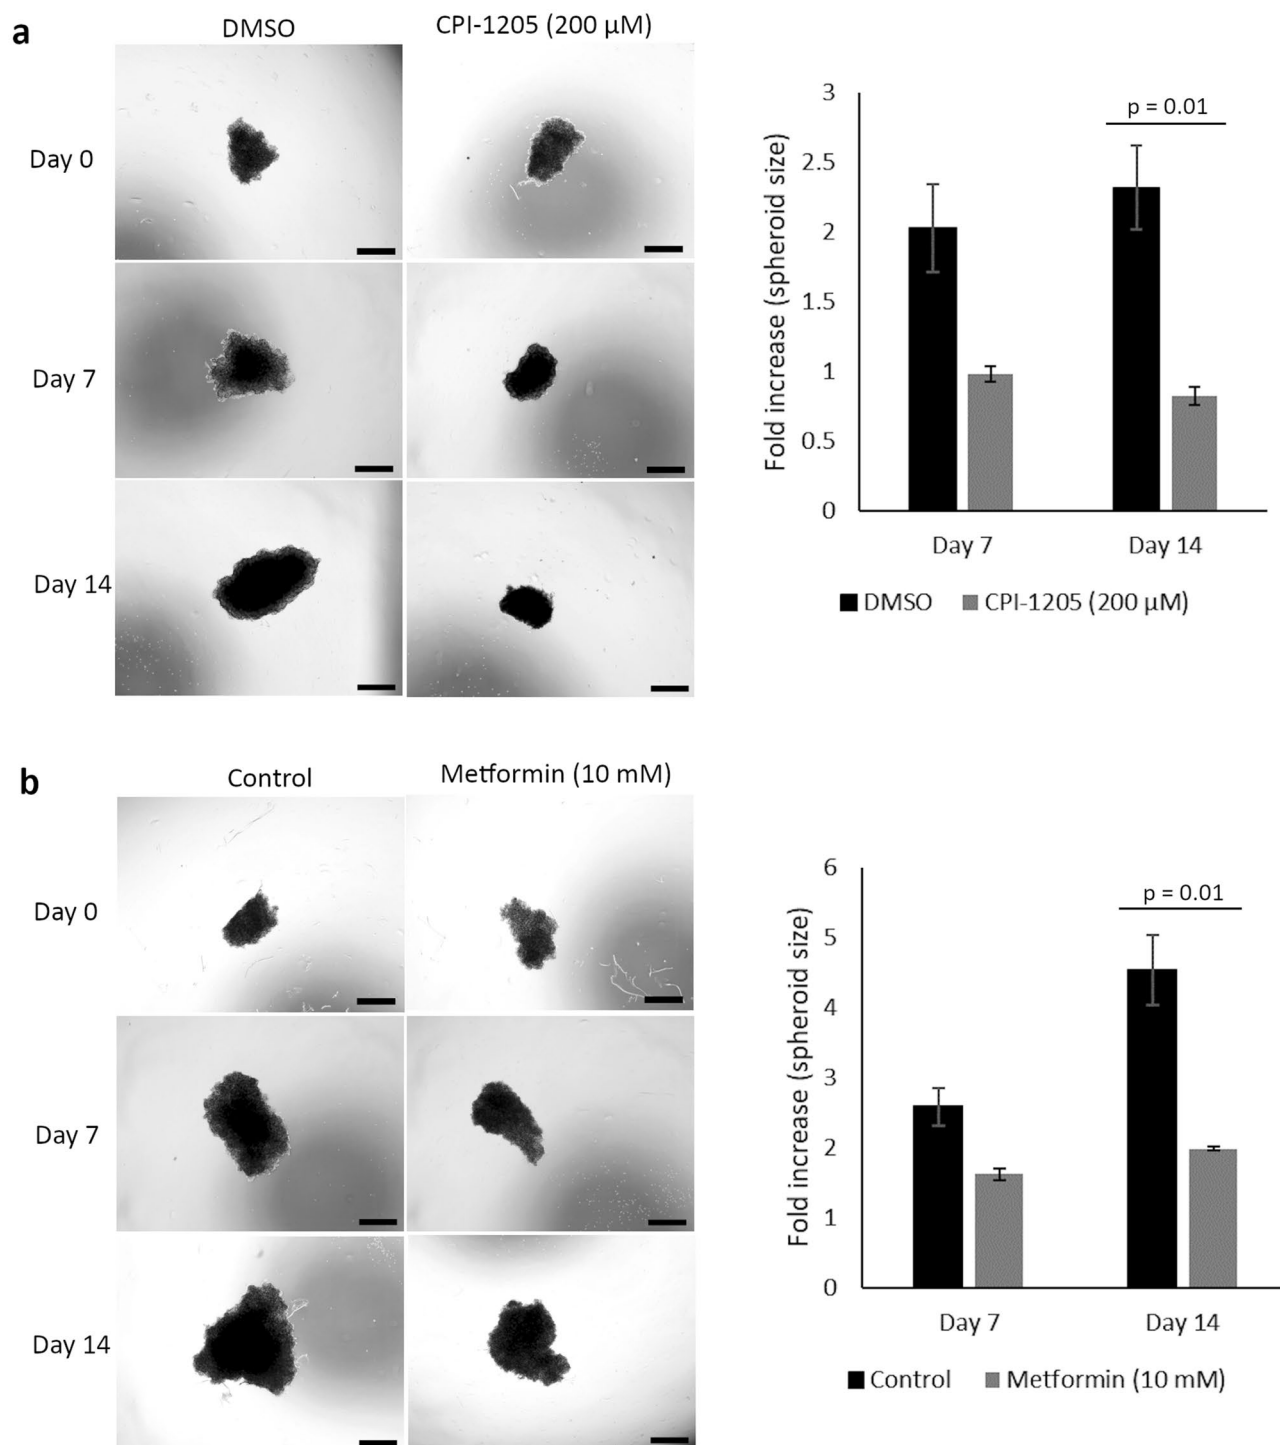 a
DMSO
CPI-1205 (200 µM)
Day 0
Day 7
Day 14
Fold increase (spheroid size)
3
2.5
2
1.5
1
0.5
0
p = 0.01
Day 7
Day 14
DMSO
CPI-1205 (200 µM)
b
Control
Metformin (10 mM)
Day 0
Day 7
Day 14
Fold increase (spheroid size)
6
5
4
3
2
1
0
p = 0.01
Day 7
Day 14
Control
Metformin (10 mM)